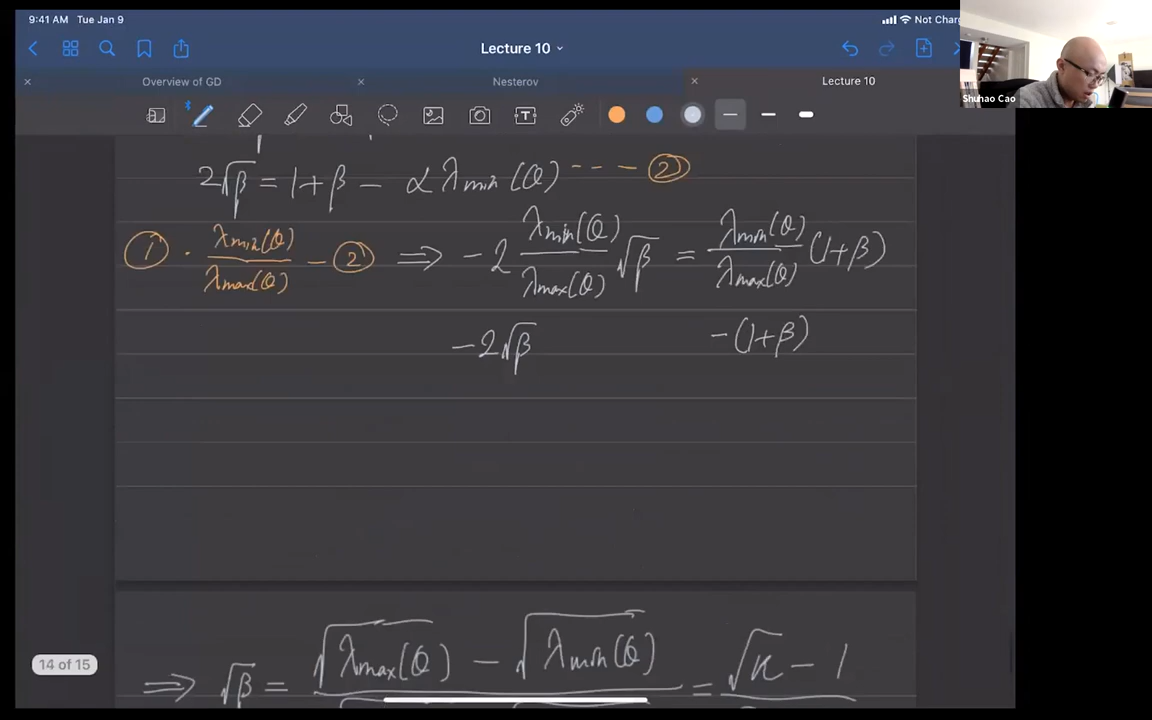 9:41 AM Tue Jan 9
Not Charg
Lecture 10
Overview of GD
Nesterov
Lecture 10
Shuhao Cao
2√β = 1+β − α λmin(Q) --- ②
① · λmin(Q)/λmax(Q) − ② ⟹ −2 λmin(Q)/λmax(Q) √β = λmin(Q)/λmax(Q) (1+β)
−2√β −(1+β)
14 of 15
⟹ √β = √λmax(Q) − √λmin(Q) = √κ − 1